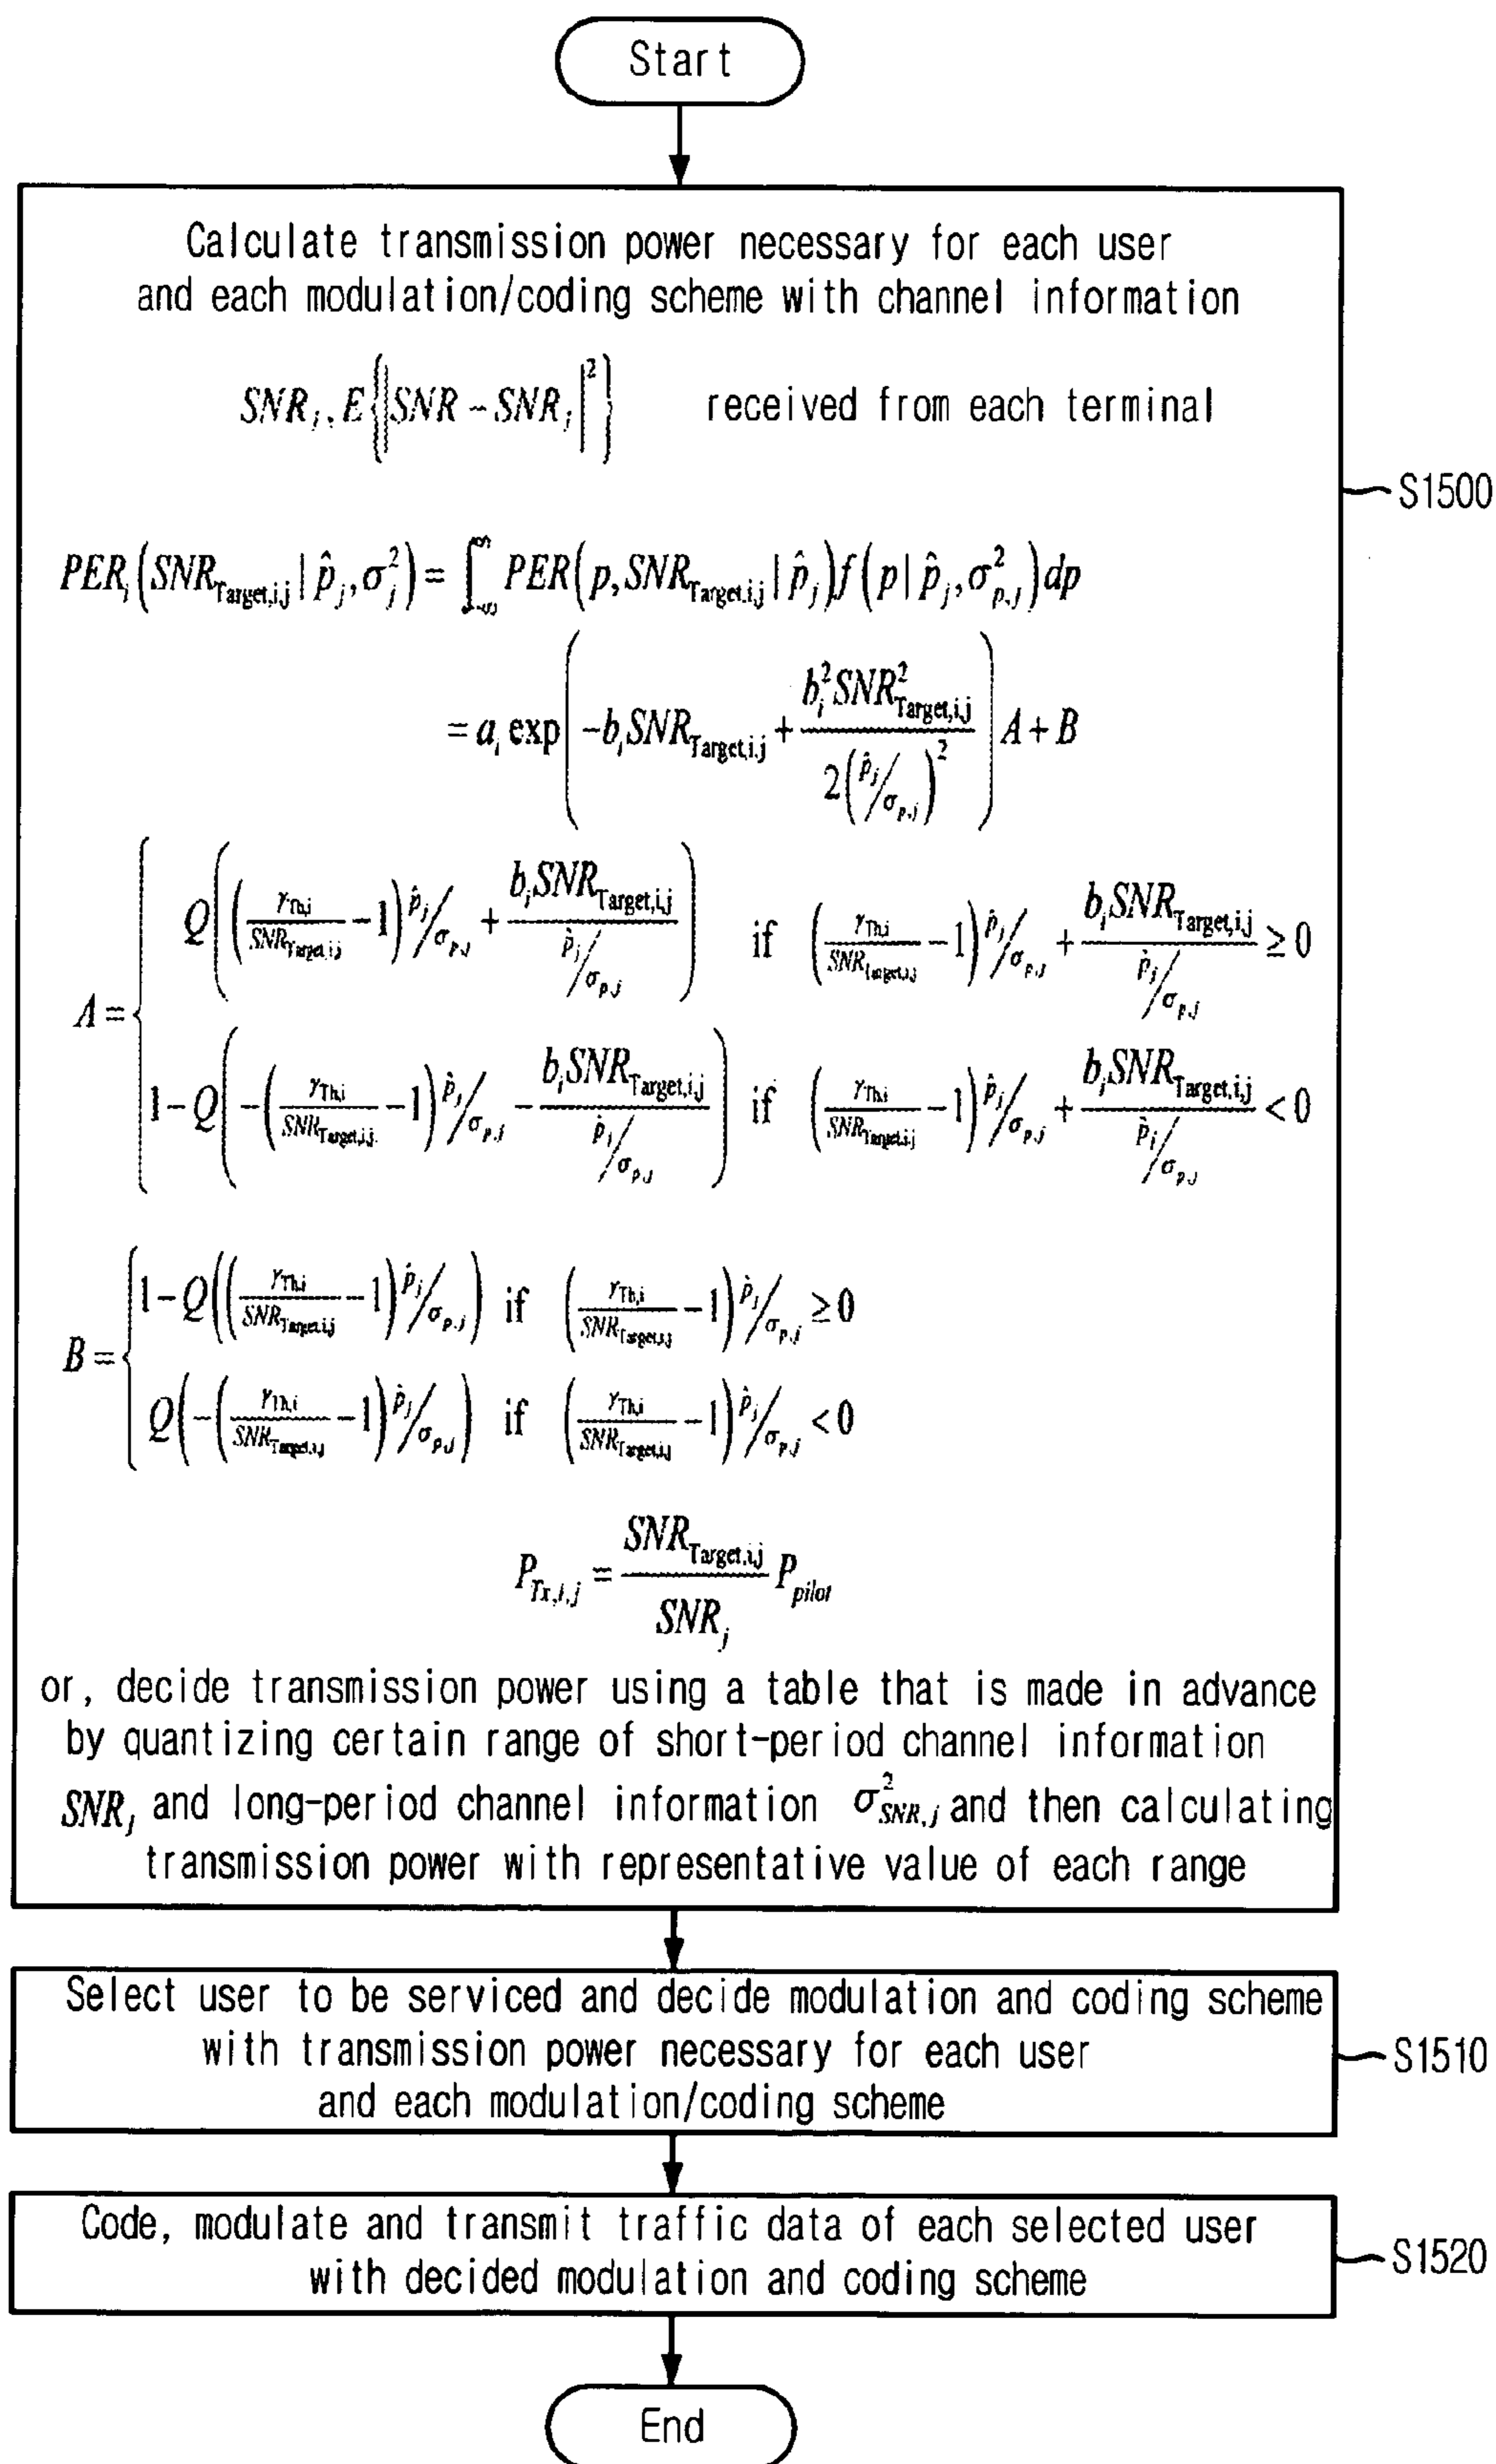 Start
Calculate transmission power necessary for each user
and each modulation/coding scheme with channel information
SNR_j, E{|SNR - SNR_j|^2} received from each terminal
S1500
PER_i(SNR_Target,i,j | p̂_j, σ_j^2) = ∫_-∞^∞ PER(p, SNR_Target,i,j | p̂_j) f(p | p̂_j, σ_p,j^2) dp
= a_i exp(-b_i SNR_Target,i,j + b_i^2 SNR^2_Target,i,j / 2(p̂_j/σ_p,j)^2) A + B
A = { Q((γ_Th,i/SNR_Target,i,j - 1) p̂_j/σ_p,j + b_i SNR_Target,i,j / (p̂_j/σ_p,j)) if (γ_Th,i/SNR_Target,i,j - 1) p̂_j/σ_p,j + b_i SNR_Target,i,j / (p̂_j/σ_p,j) ≥ 0
1 - Q(-(γ_Th,i/SNR_Target,i,j - 1) p̂_j/σ_p,j - b_i SNR_Target,i,j / (p̂_j/σ_p,j)) if (γ_Th,i/SNR_Target,i,j - 1) p̂_j/σ_p,j + b_i SNR_Target,i,j / (p̂_j/σ_p,j) < 0
B = { 1 - Q((γ_Th,i/SNR_Target,i,j - 1) p̂_j/σ_p,j) if (γ_Th,i/SNR_Target,i,j - 1) p̂_j/σ_p,j ≥ 0
Q(-(γ_Th,i/SNR_Target,i,j - 1) p̂_j/σ_p,j) if (γ_Th,i/SNR_Target,i,j - 1) p̂_j/σ_p,j < 0
P_Tx,i,j = SNR_Target,i,j / SNR_j P_pilot
or, decide transmission power using a table that is made in advance
by quantizing certain range of short-period channel information
SNR_j and long-period channel information σ^2_SNR,j and then calculating
transmission power with representative value of each range
Select user to be serviced and decide modulation and coding scheme
with transmission power necessary for each user
and each modulation/coding scheme
S1510
Code, modulate and transmit traffic data of each selected user
with decided modulation and coding scheme
S1520
End